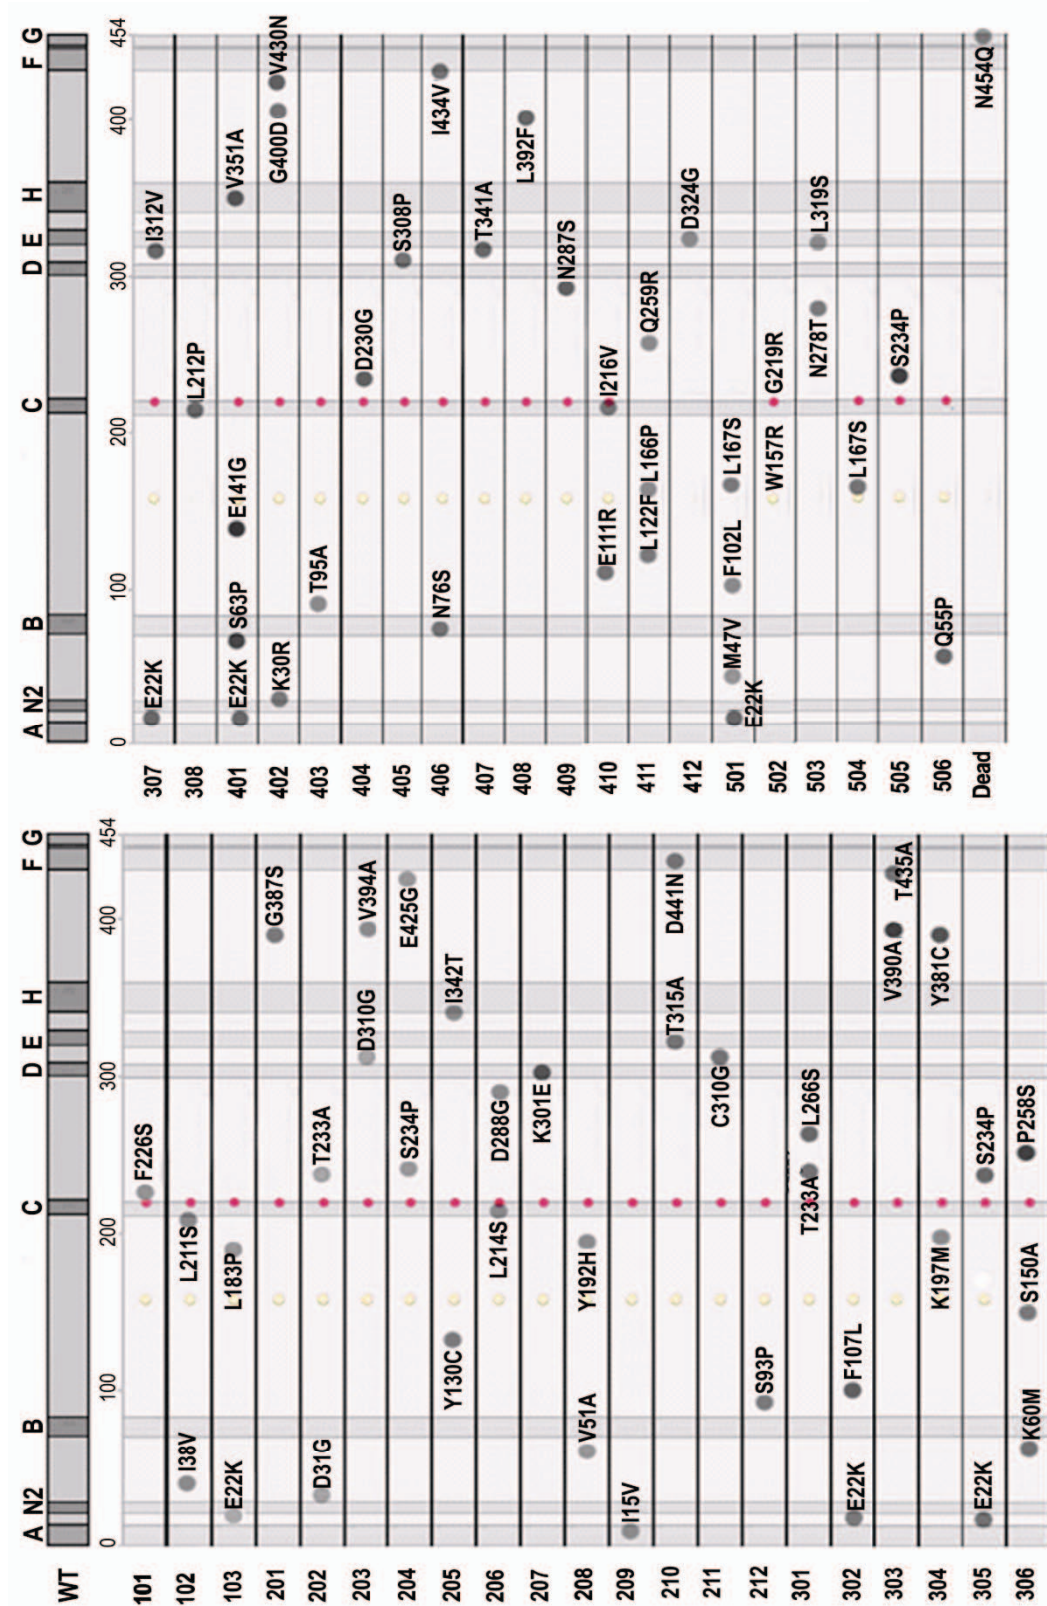 WT
A N2 B C D E H F G
0 100 200 300 400 454
101 F226S
102 I38V L211S
103 E22K L183P
201 G387S
202 D31G T233A
203 D310G V394A
204 S234P E425G
205 Y130C I342T
206 L214S D288G
207 K301E
208 V51A Y192H
209 I15V
210 T315A D441N
211 C310G
212 S93P
301 T233A L266S
302 E22K F107L
303 V390A T435A
304 K197M Y381C
305 E22K S234P
306 K60M S150A P258S
A N2 B C D E H F G
0 100 200 300 400 454
307 E22K I312V
308 L212P
401 E22K S63P E141G V351A
402 K30R G400D V430N
403 T95A
404 D230G
405 S308P
406 N76S I434V
407 T341A
408 L392F
409 N287S
410 E111R I216V
411 L122F L166P Q259R
412 D324G
501 E22K M47V F102L L167S
502 W157R G219R
503 N278T L319S
504 L167S
505 S234P
506 Q55P
Dead N454Q